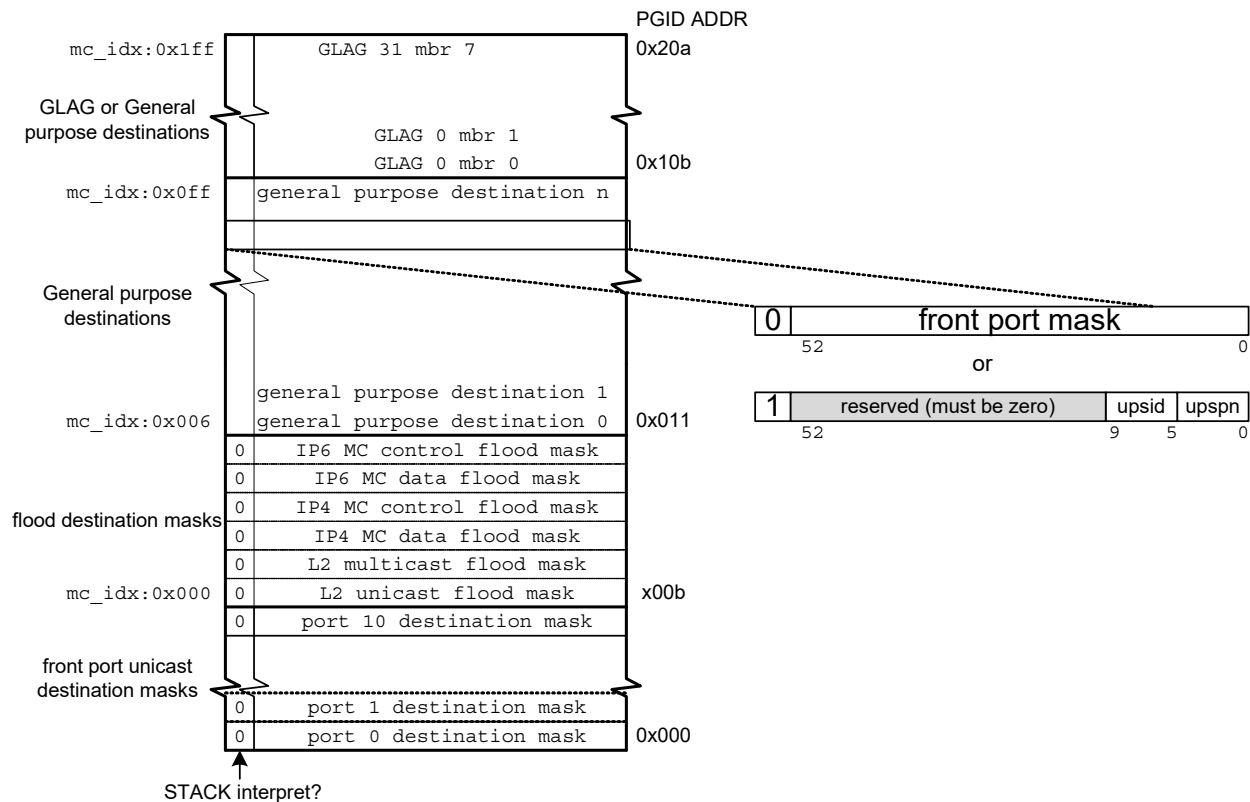 PGID ADDR
mc_idx:0x1ff GLAG 31 mbr 7 0x20a
GLAG or General
purpose destinations
GLAG 0 mbr 1
GLAG 0 mbr 0 0x10b
mc_idx:0x0ff general purpose destination n
General purpose
destinations
0 front port mask
52 0
or
general purpose destination 1
1 reserved (must be zero) upsid upspn
mc_idx:0x006 general purpose destination 0 0x011
52 9 5 0
0 IP6 MC control flood mask
0 IP6 MC data flood mask
0 IP4 MC control flood mask
flood destination masks
0 IP4 MC data flood mask
0 L2 multicast flood mask
mc_idx:0x000 0 L2 unicast flood mask x00b
0 port 10 destination mask
front port unicast
destination masks
0 port 1 destination mask
0 port 0 destination mask 0x000
STACK interpret?